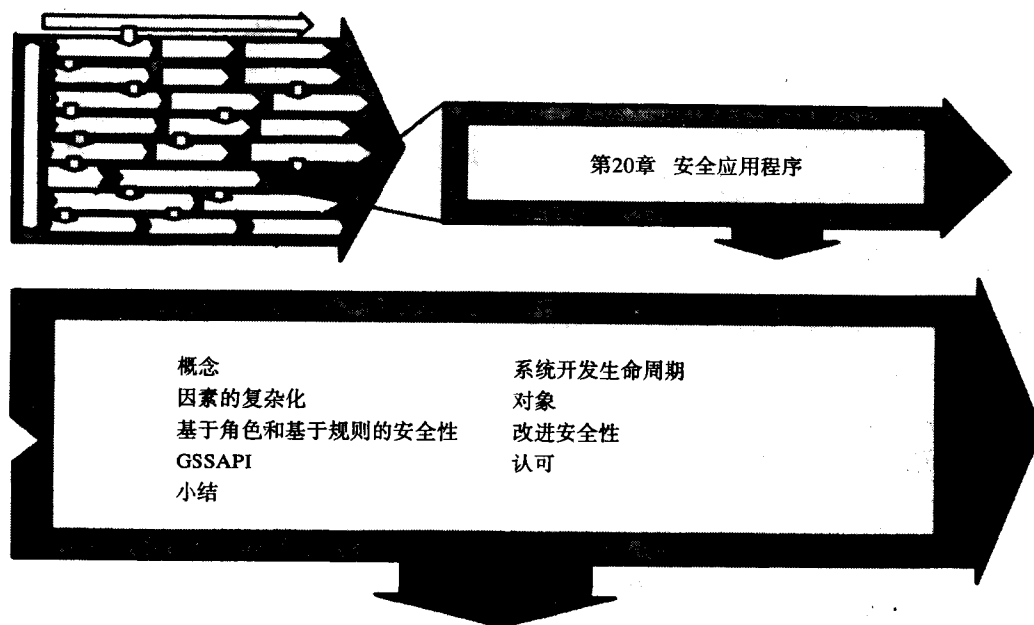 第20章 安全应用程序
概念
因素的复杂化
基于角色和基于规则的安全性
GSSAPI
小结
系统开发生命周期
对象
改进安全性
认可